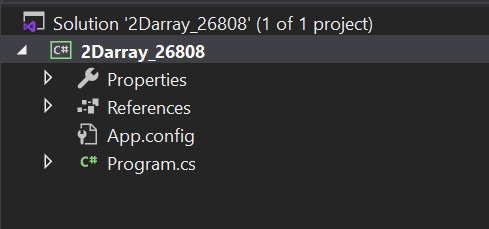 Solution '2Darray_26808' (1 of 1 project)
C# 2Darray_26808
Properties
References
App.config
C# Program.cs